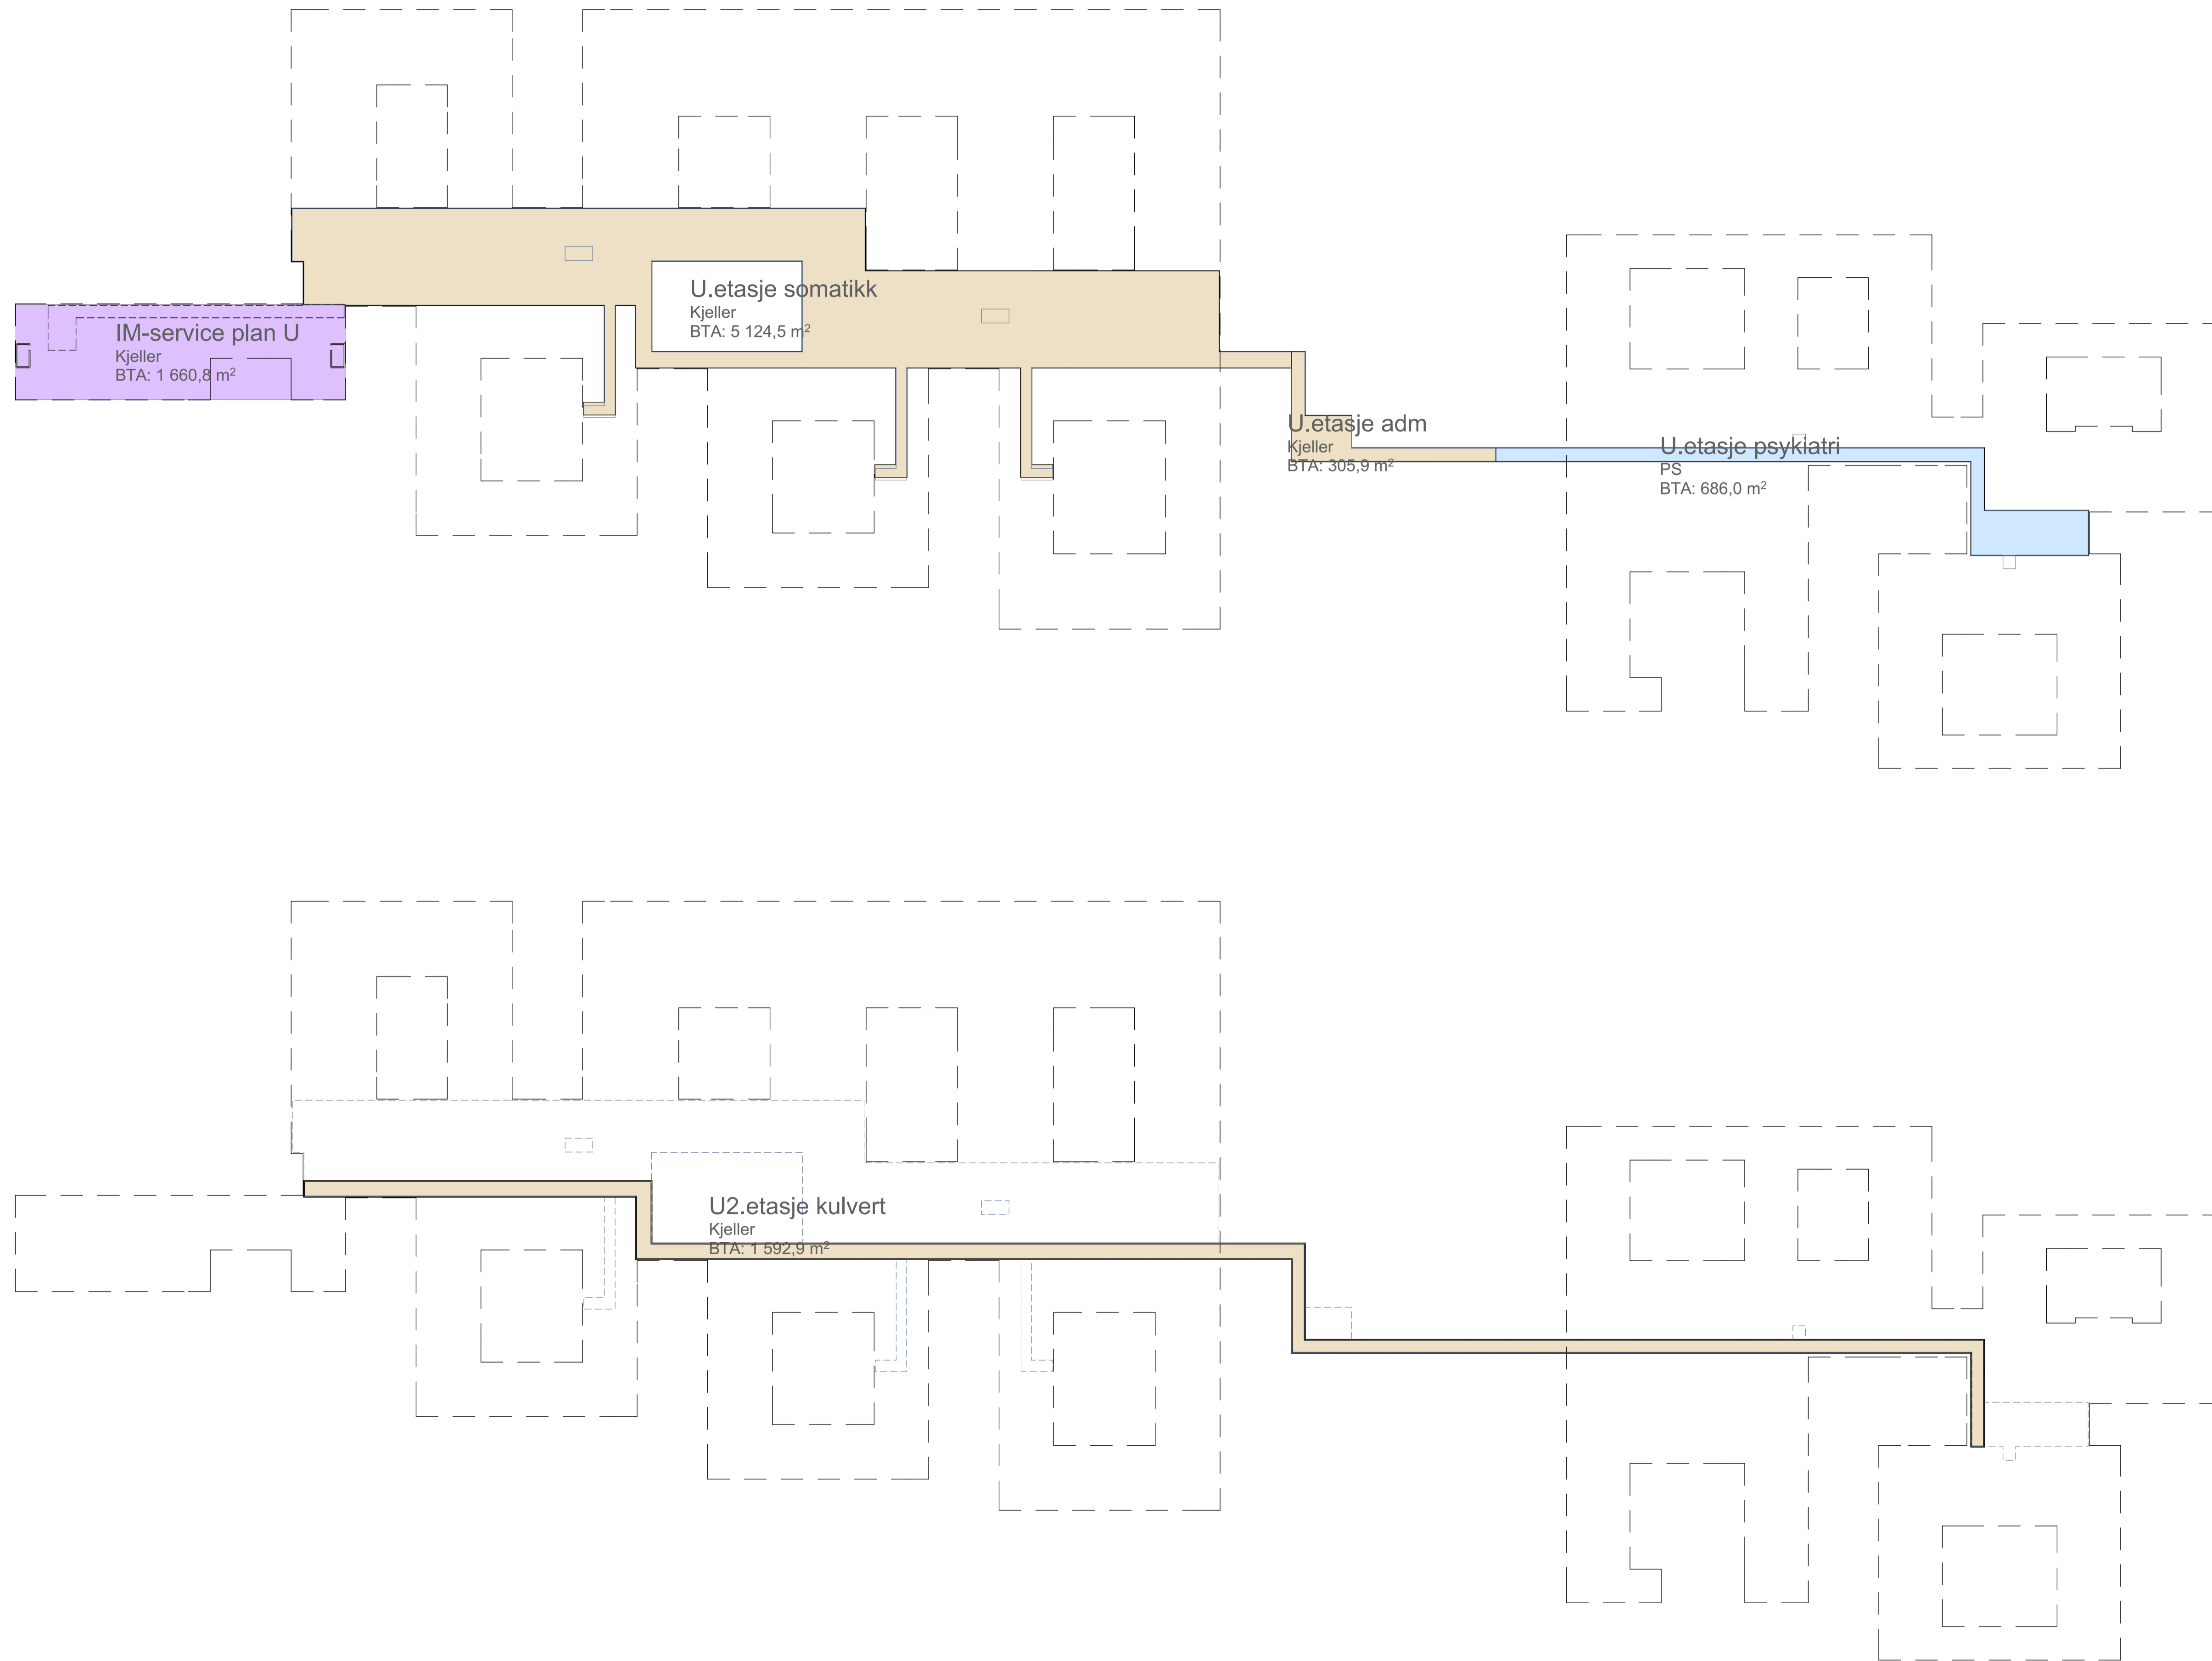 U.etasje somatikk
Kjeller
BTA: 5 124,5 m²
IM-service plan U
Kjeller
BTA: 1 660,8 m²
U.etasje adm
Kjeller
BTA: 305,9 m²
U.etasje psykiatri
PS
BTA: 686,0 m²
U2.etasje kulvert
Kjeller
BTA: 1 592,9 m²